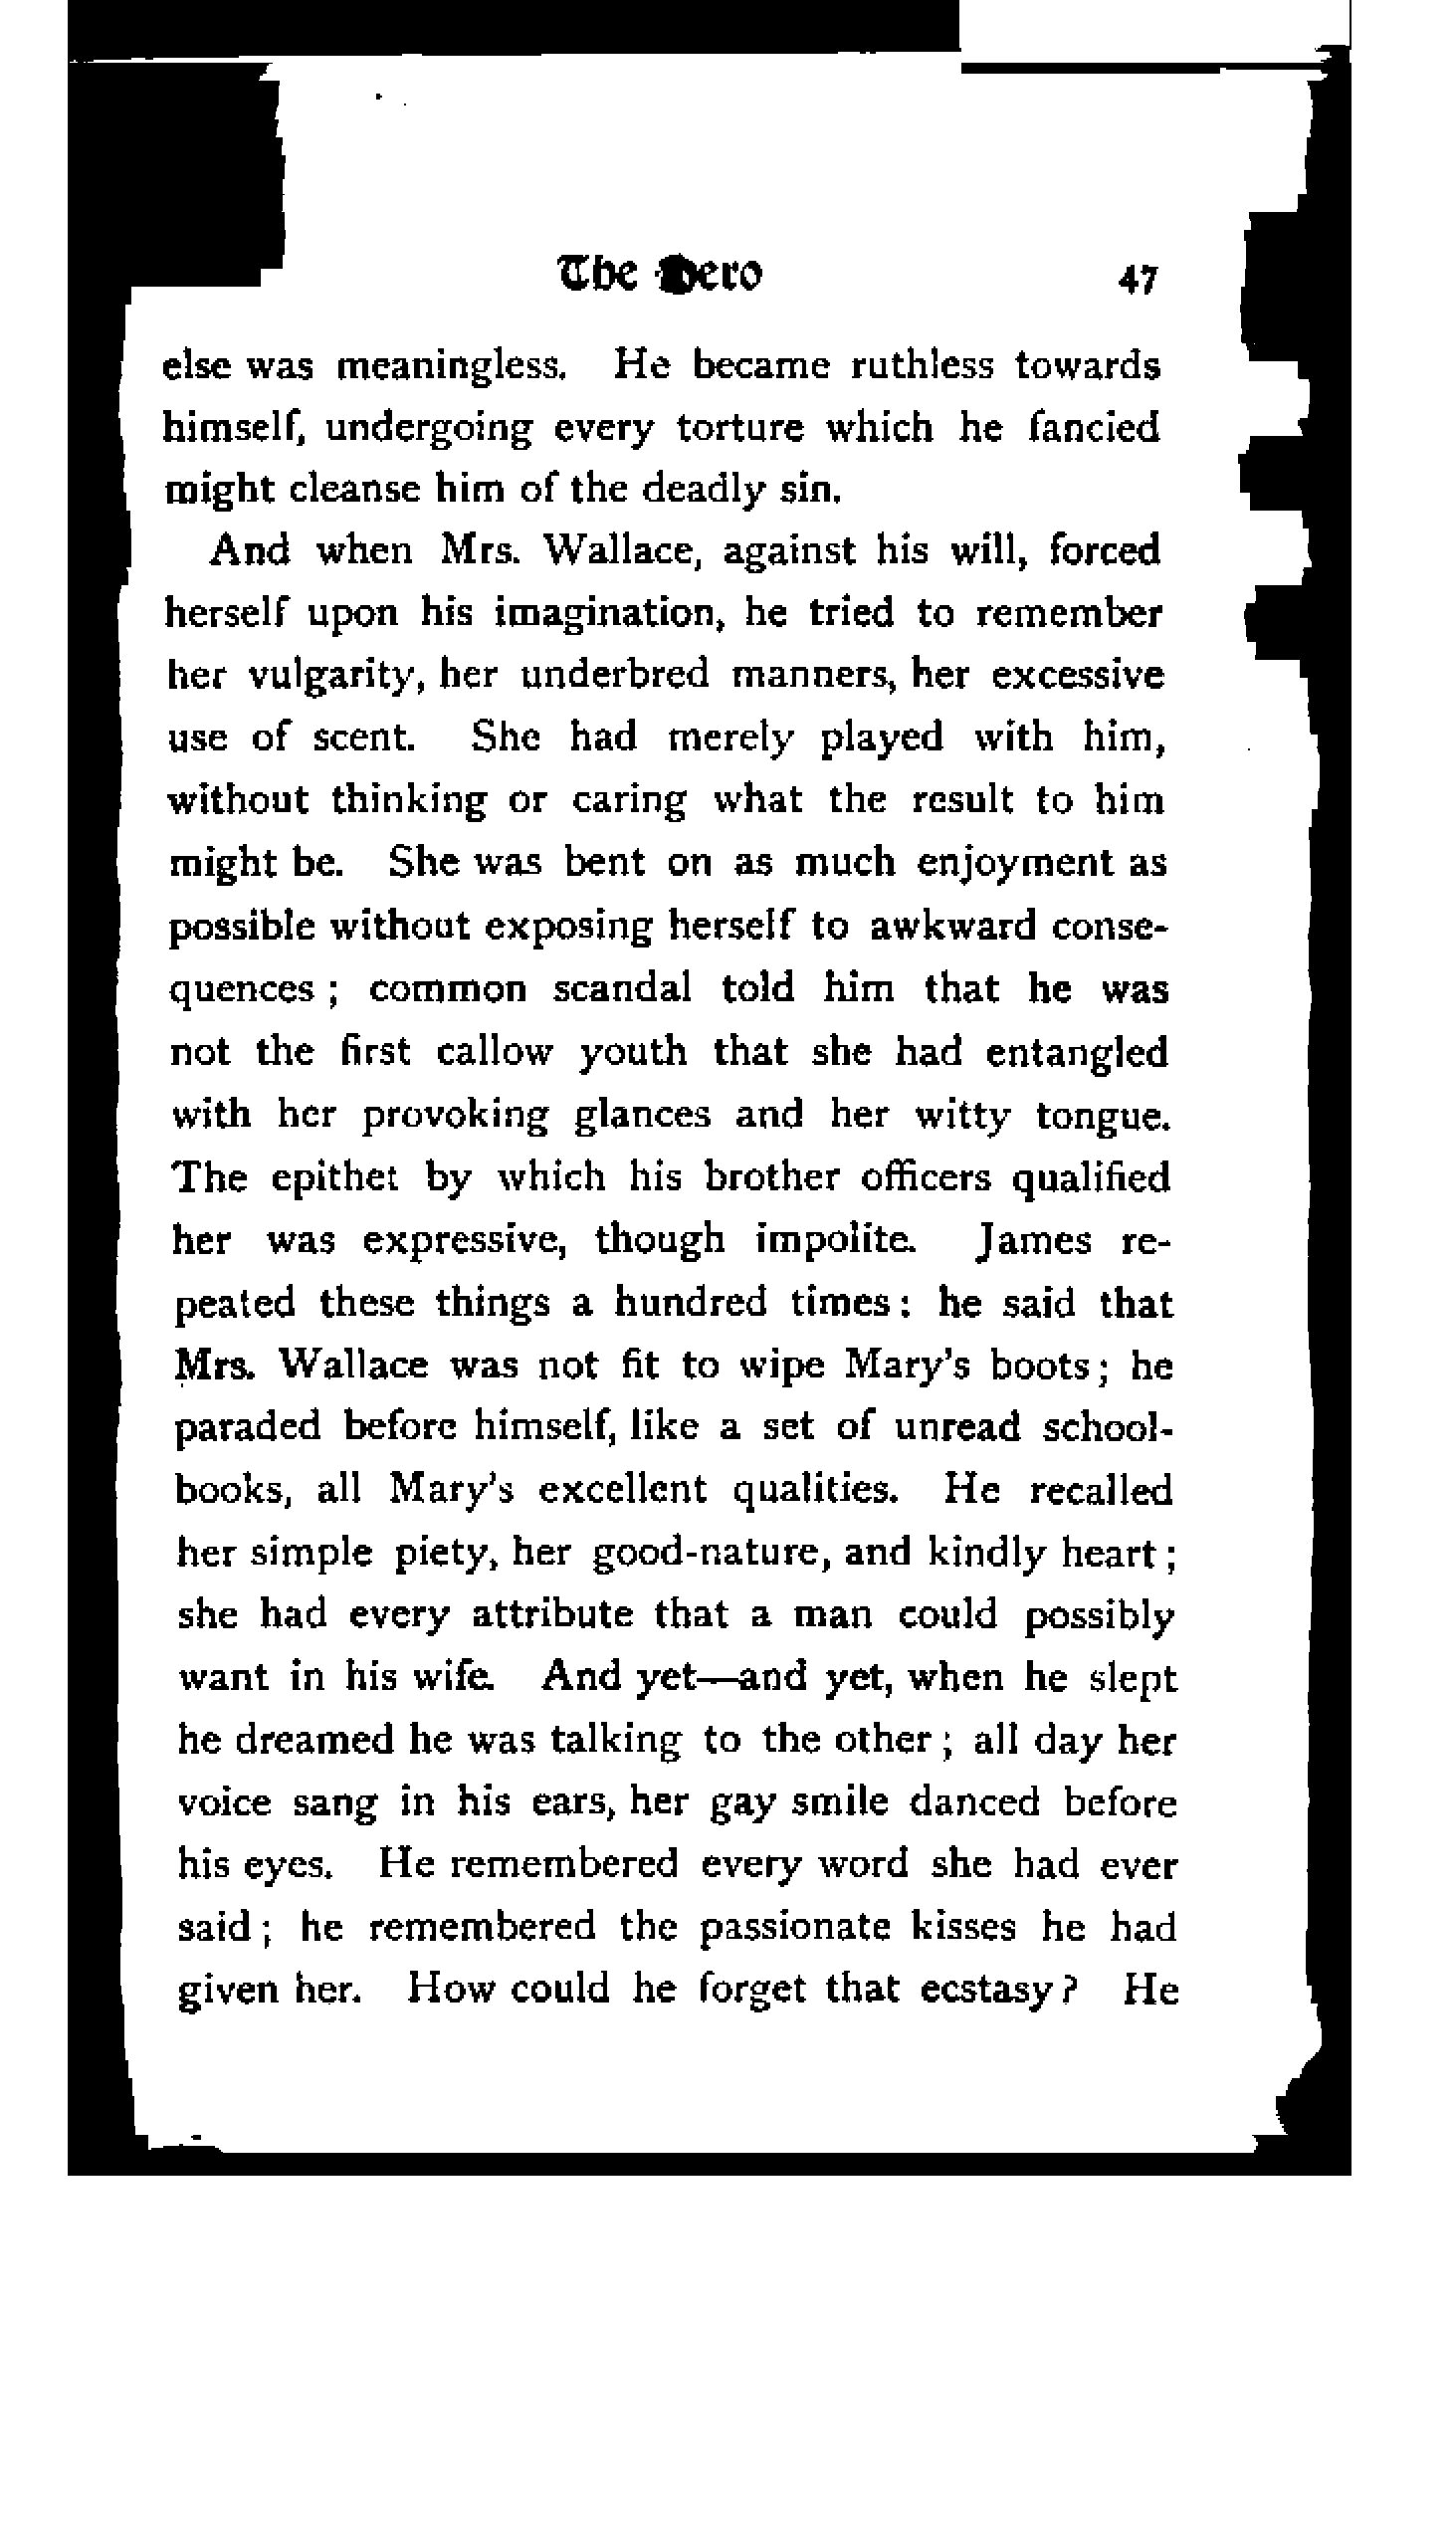 The Hero 47
else was meaningless. He became ruthless towards
himself, undergoing every torture which he fancied
might cleanse him of the deadly sin.
And when Mrs. Wallace, against his will, forced
herself upon his imagination, he tried to remember
her vulgarity, her underbred manners, her excessive
use of scent. She had merely played with him,
without thinking or caring what the result to him
might be. She was bent on as much enjoyment as
possible without exposing herself to awkward conse-
quences; common scandal told him that he was
not the first callow youth that she had entangled
with her provoking glances and her witty tongue.
The epithet by which his brother officers qualified
her was expressive, though impolite. James re-
peated these things a hundred times: he said that
Mrs. Wallace was not fit to wipe Mary's boots; he
paraded before himself, like a set of unread school-
books, all Mary's excellent qualities. He recalled
her simple piety, her good-nature, and kindly heart;
she had every attribute that a man could possibly
want in his wife. And yet—and yet, when he slept
he dreamed he was talking to the other; all day her
voice sang in his ears, her gay smile danced before
his eyes. He remembered every word she had ever
said; he remembered the passionate kisses he had
given her. How could he forget that ecstasy? He